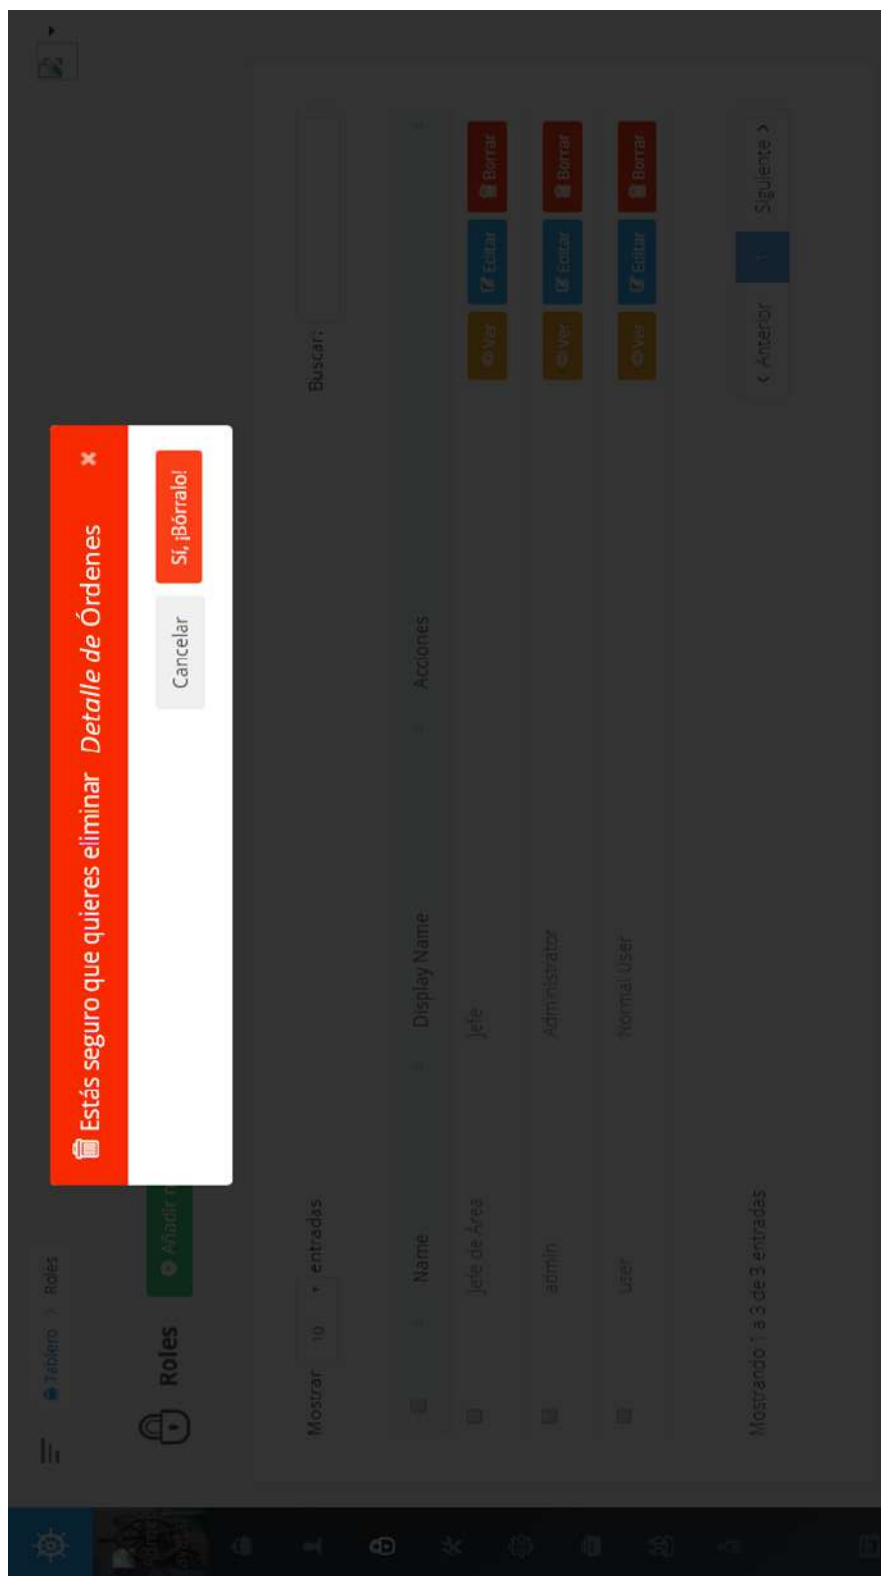 Tablero > Roles
Estás seguro que quieres eliminar Detalle de Órdenes ×
Cancelar
Sí, ¡Bórralo!
Roles
Añadir n
Mostrar 10 entradas
Buscar:
Name Display Name Acciones
Jefe de Área Jefe Ver Editar Borrar
admin Administrator Ver Editar Borrar
user Normal User Ver Editar Borrar
Mostrando 1 a 3 de 3 entradas
< Anterior 1 Siguiente >